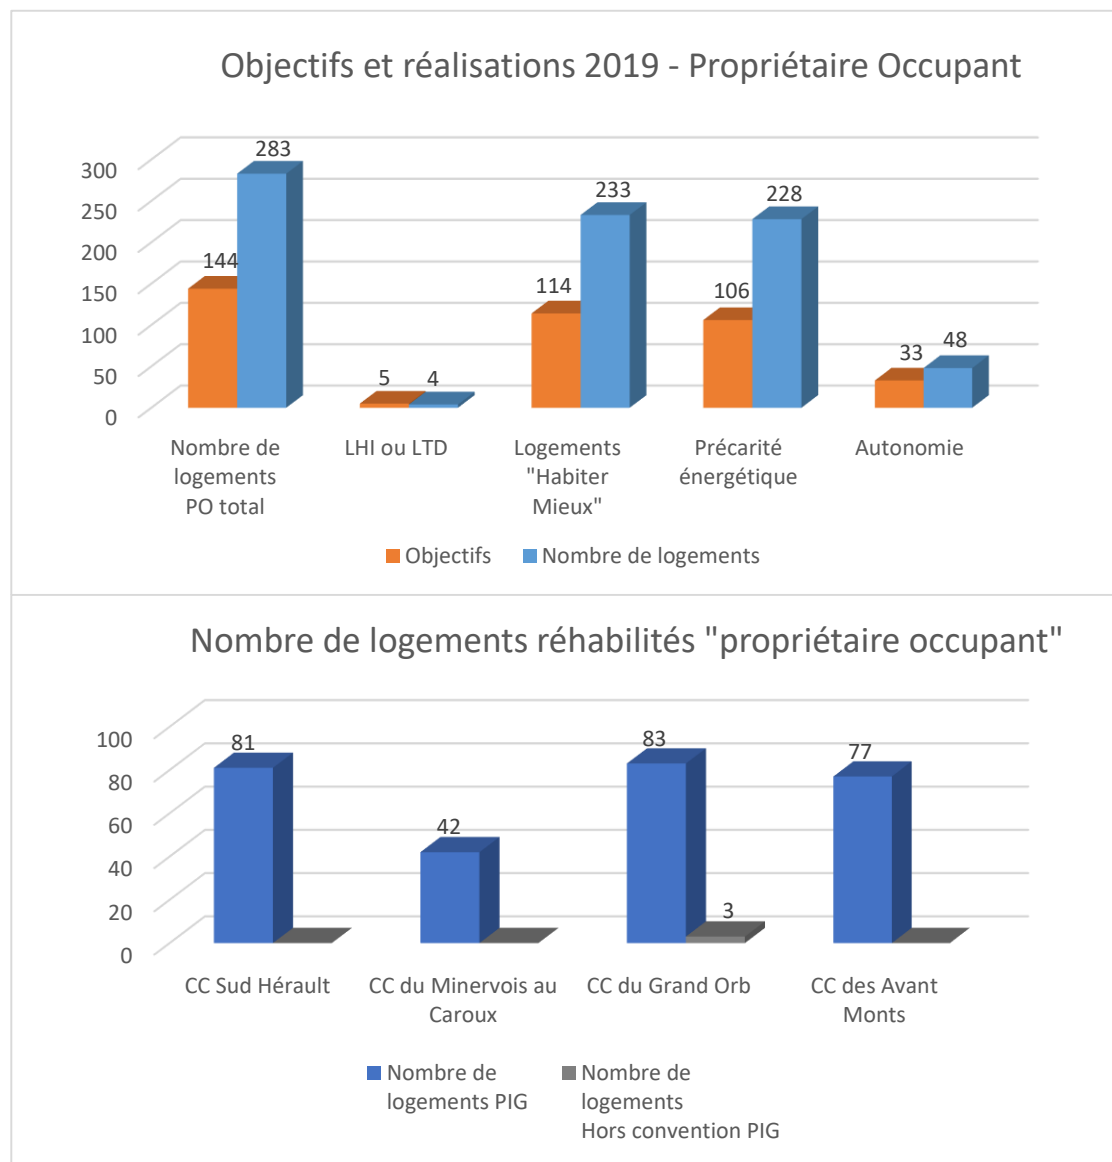 Objectifs et réalisations 2019 - Propriétaire Occupant
300
250
200
150
100
50
0
283
144
5
4
233
114
228
106
33
48
Nombre de
logements
PO total
LHI ou LTD
Logements
"Habiter
Mieux"
Précarité
énergétique
Autonomie
Objectifs
Nombre de logements
Nombre de logements réhabilités "propriétaire occupant"
100
80
60
40
20
0
81
42
83
3
77
CC Sud Hérault
CC du Minervois au
Caroux
CC du Grand Orb
CC des Avant
Monts
Nombre de
logements PIG
Nombre de
logements
Hors convention PIG